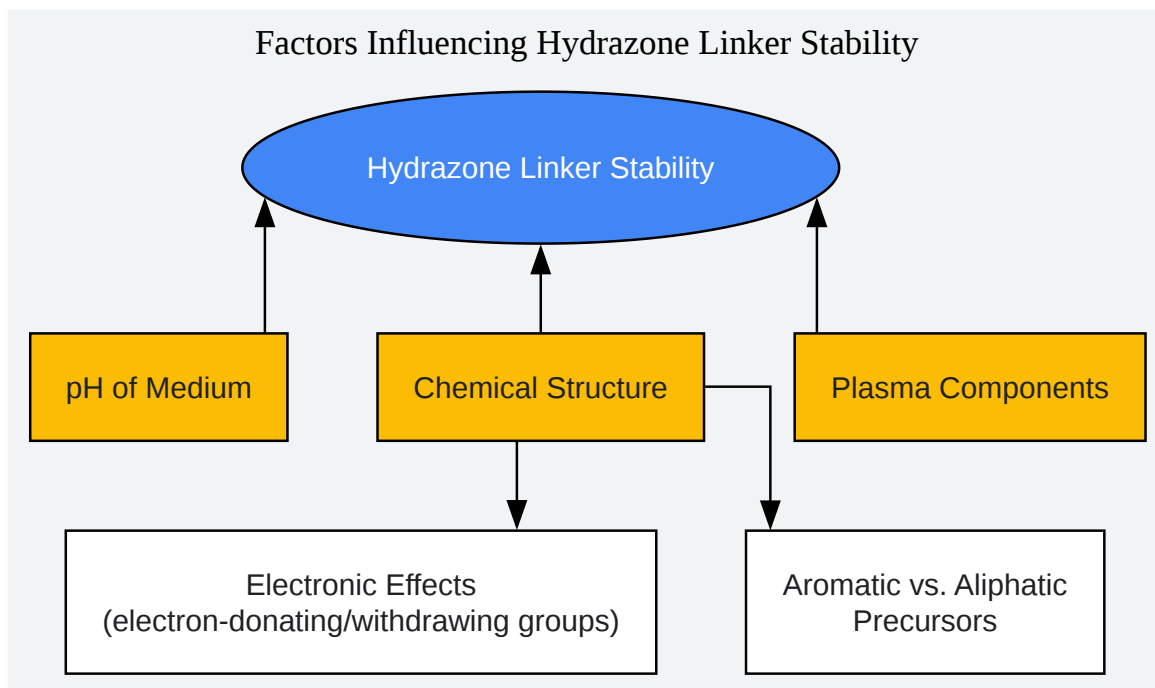 Factors Influencing Hydrazone Linker Stability
Hydrazone Linker Stability
pH of Medium
Chemical Structure
Plasma Components
Electronic Effects
(electron-donating/withdrawing groups)
Aromatic vs. Aliphatic
Precursors